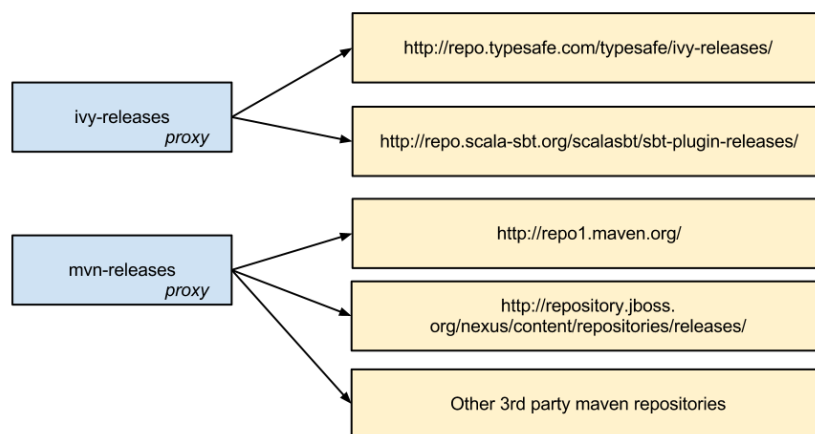 http://repo.typesafe.com/typesafe/ivy-releases/
ivy-releases
proxy
http://repo.scala-sbt.org/scalasbt/sbt-plugin-releases/
http://repo1.maven.org/
mvn-releases
proxy
http://repository.jboss.
org/nexus/content/repositories/releases/
Other 3rd party maven repositories